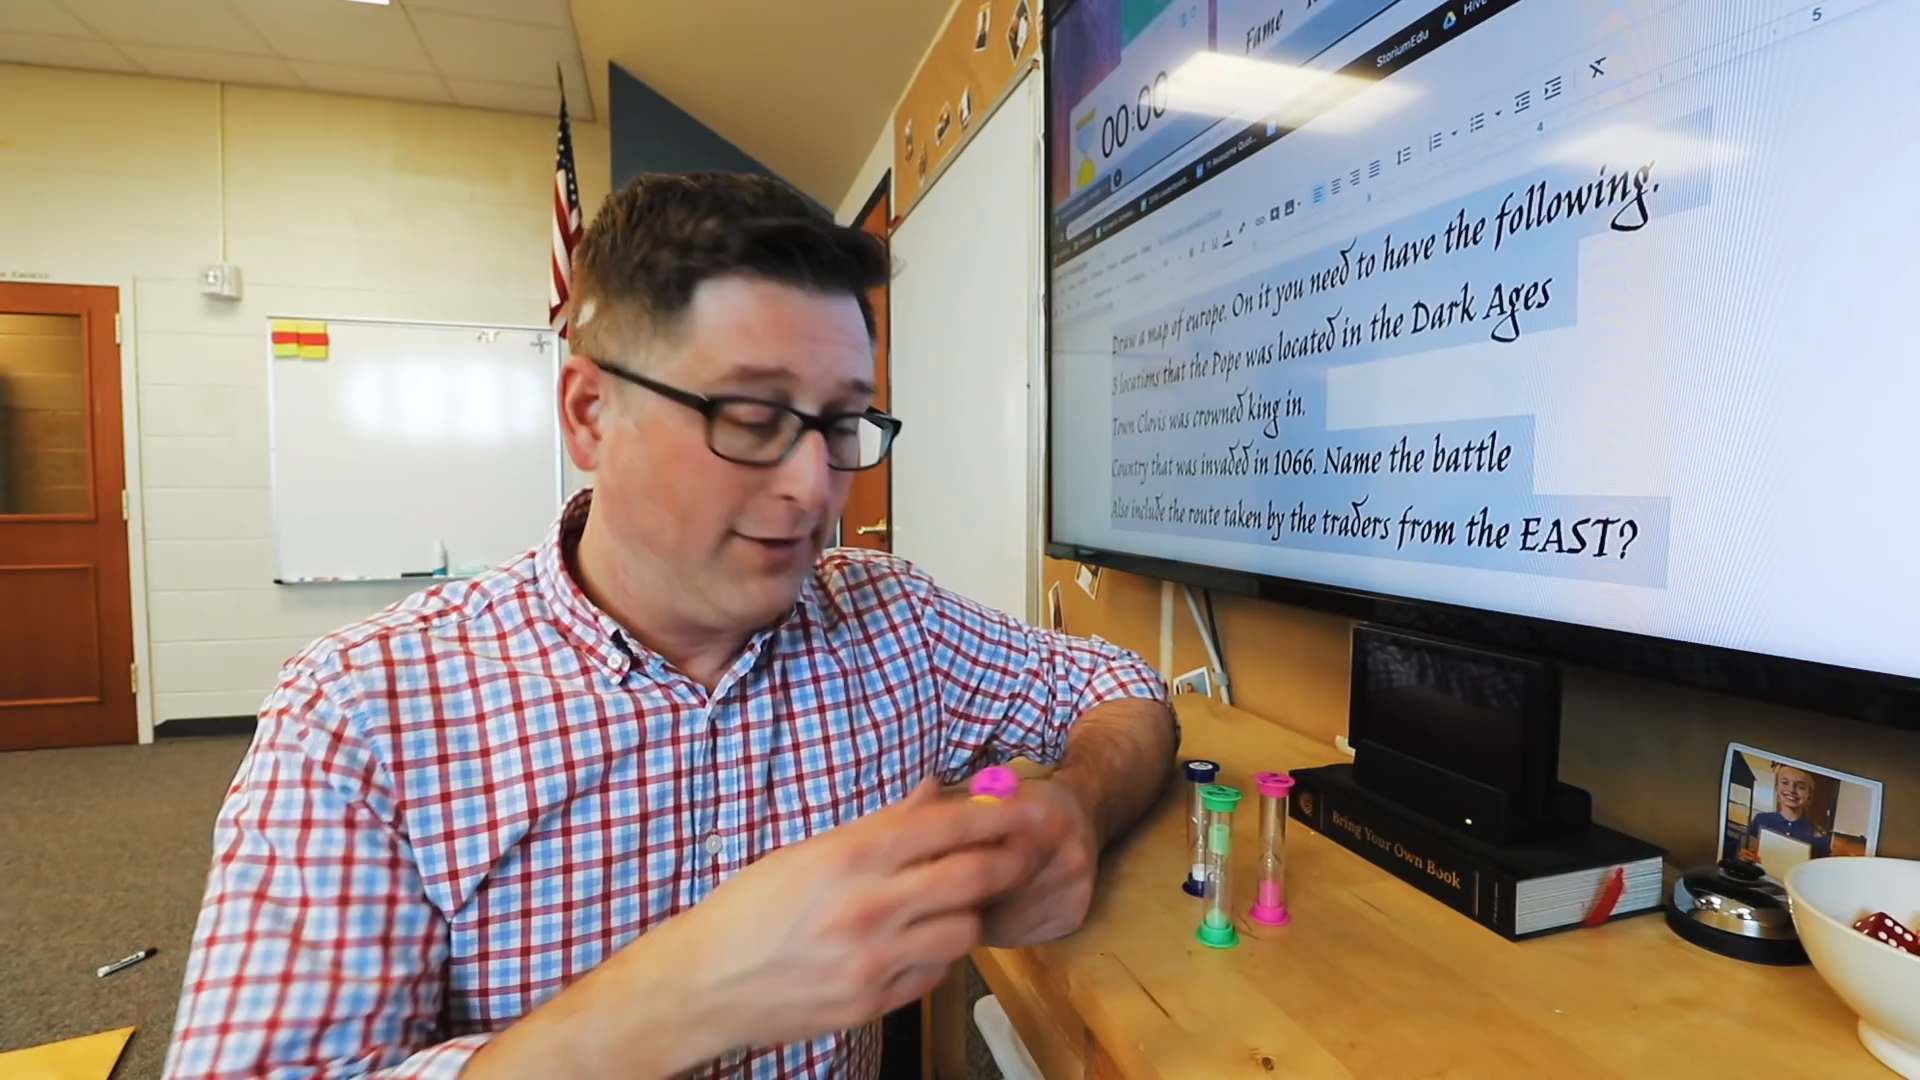 Fame
StoriumEdu
00:00
5
4
Draw a map of europe. On it you need to have the following.
3 locations that the Pope was located in the Dark Ages
Town Clovis was crowned king in.
Country that was invaded in 1066. Name the battle
Also include the route taken by the traders from the EAST?
Bring Your Own Book